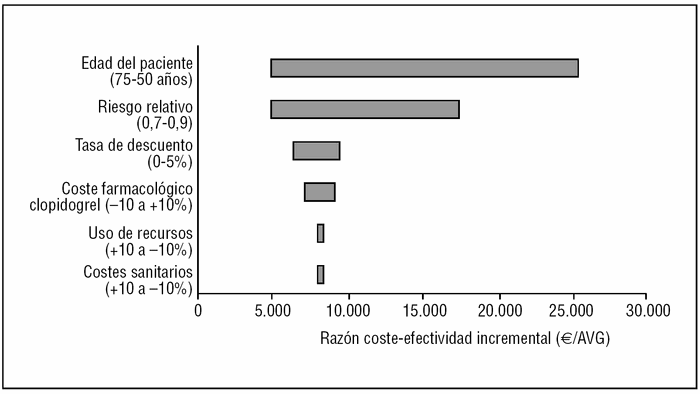 Edad del paciente
(75-50 años)
Riesgo relativo
(0,7-0,9)
Tasa de descuento
(0-5%)
Coste farmacológico
clopidogrel (–10 a +10%)
Uso de recursos
(+10 a –10%)
Costes sanitarios
(+10 a –10%)
0 5.000 10.000 15.000 20.000 25.000 30.000
Razón coste-efectividad incremental (€/AVG)